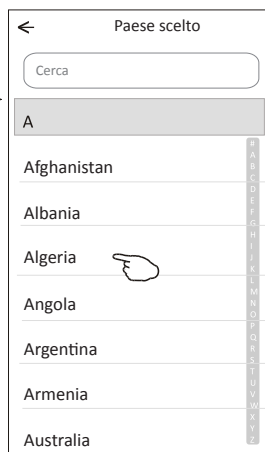 Paese scelto
Cerca
A
Afghanistan
Albania
Algeria
Angola
Argentina
Armenia
Australia
#
A
B
C
D
E
F
G
H
I
J
K
L
M
N
O
P
Q
R
S
T
U
V
W
X
Y
Z